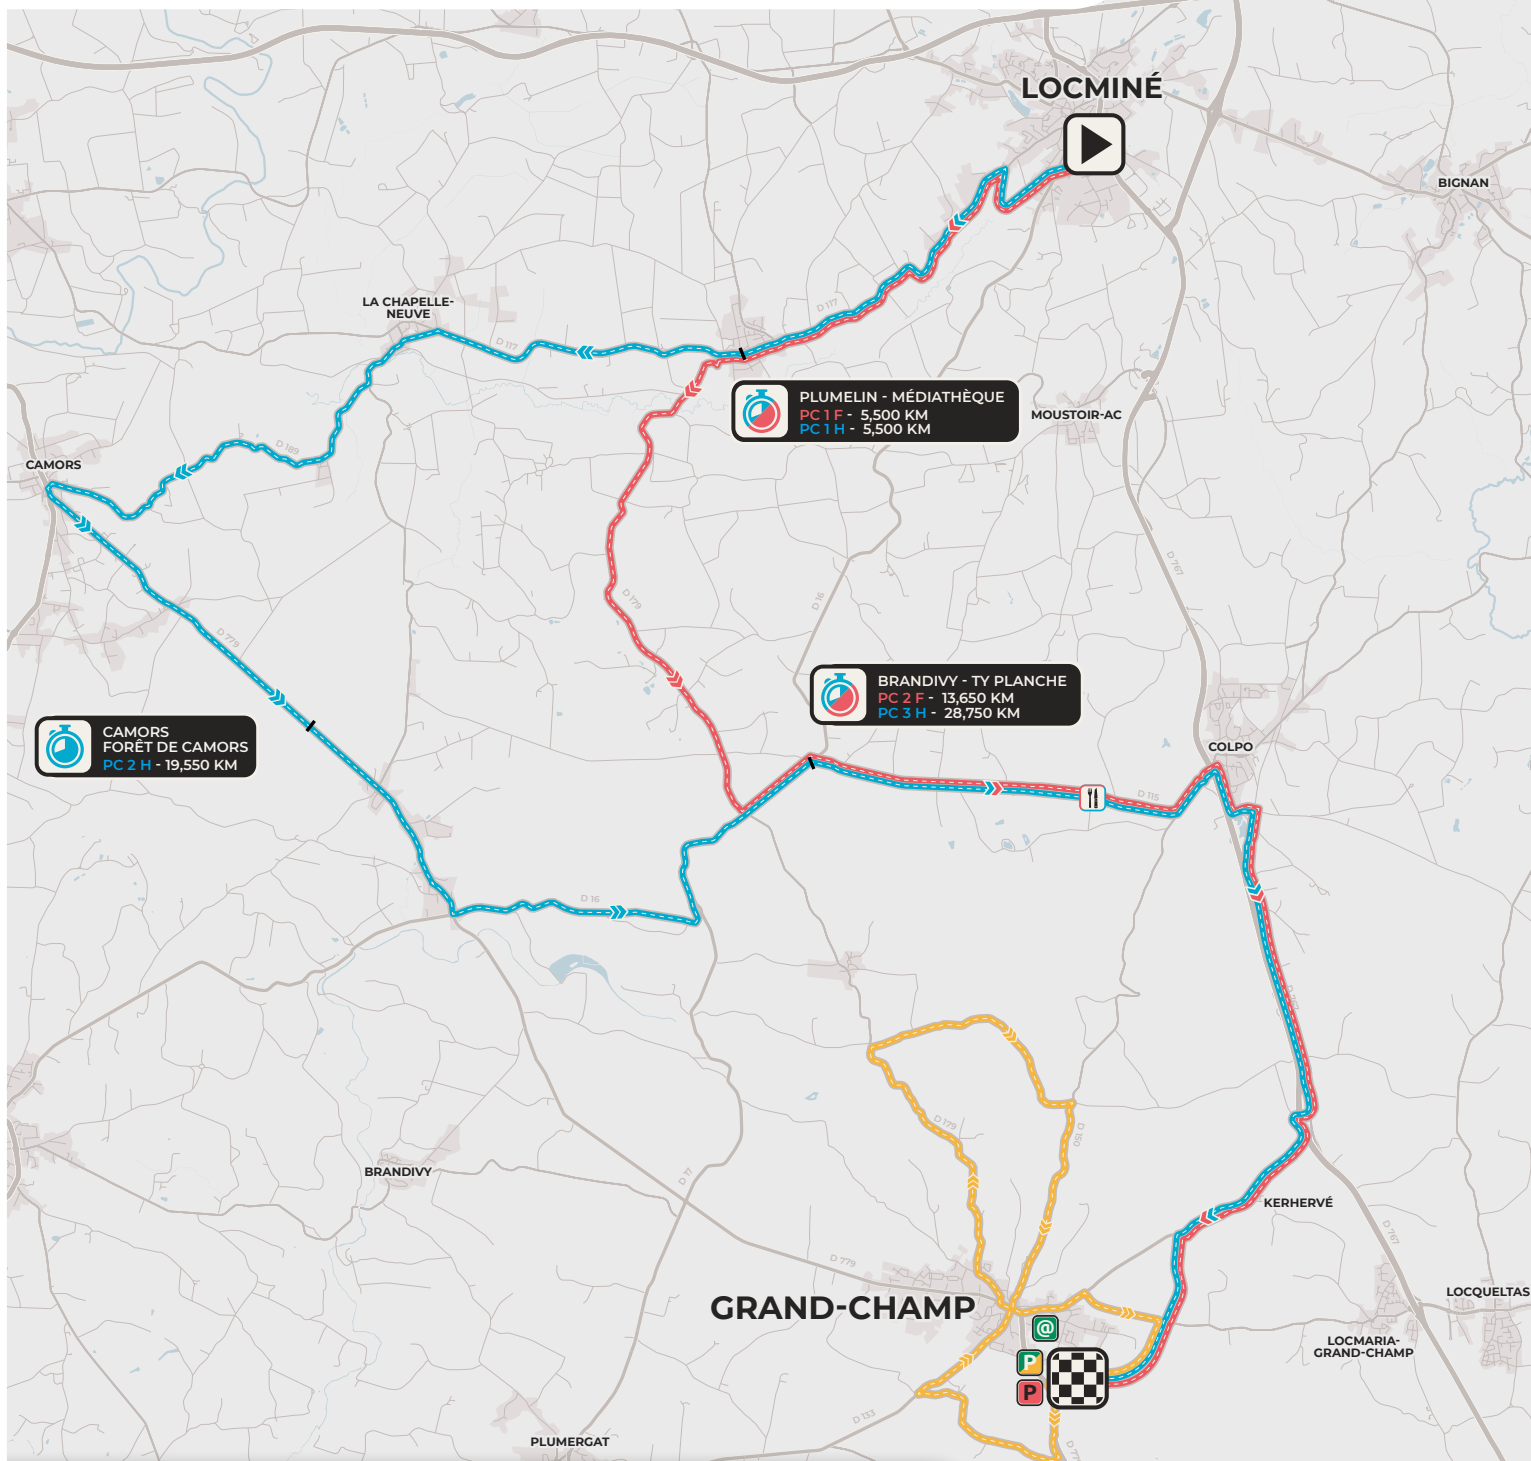 LOCMINÉ
BIGNAN
D 117
LA CHAPELLE-
NEUVE
D 117
PLUMELIN - MÉDIATHÈQUE
PC 1 F - 5,500 KM
PC 1 H - 5,500 KM
MOUSTOIR-AC
D 189
CAMORS
D 767
D 179
D 16
D 779
BRANDIVY - TY PLANCHE
PC 2 F - 13,650 KM
PC 3 H - 28,750 KM
CAMORS
FORÊT DE CAMORS
PC 2 H - 19,550 KM
COLPO
D 115
D 16
D 767
D 179
D 150
BRANDIVY
D 17
KERHERVÉ
D 767
D 779
LOCQUELTAS
GRAND-CHAMP
@
LOCMARIA-
GRAND-CHAMP
P
P
D 133
PLUMERGAT